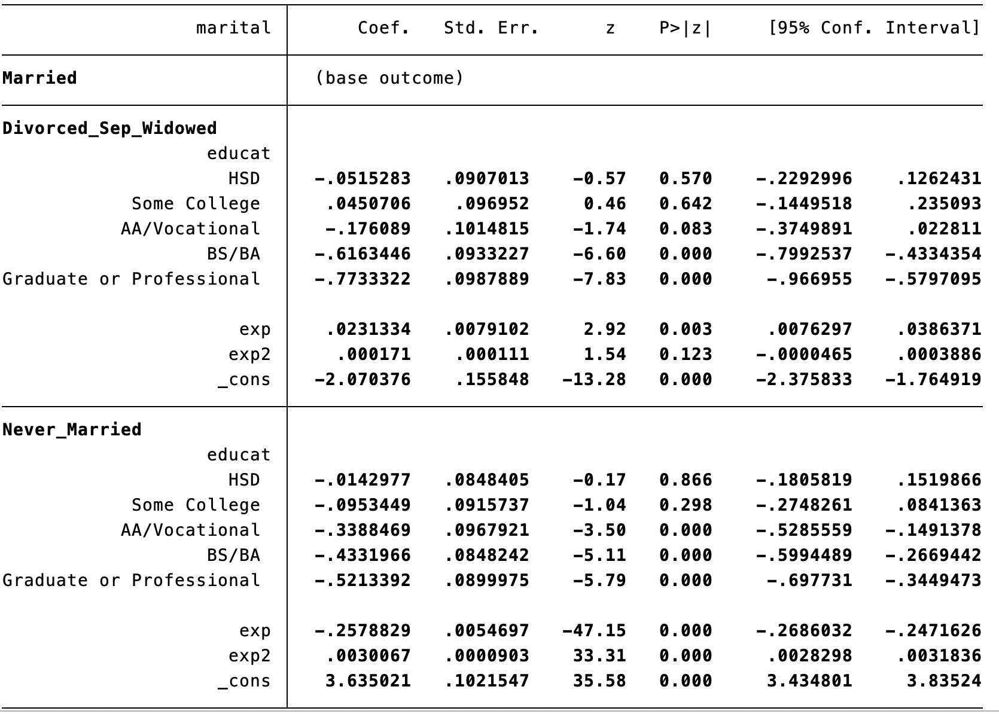 marital Coef. Std. Err. z P>|z| [95% Conf. Interval]
Married (base outcome)
Divorced_Sep_Widowed
educat
HSD -.0515283 .0907013 -0.57 0.570 -.2292996 .1262431
Some College .0450706 .096952 0.46 0.642 -.1449518 .235093
AA/Vocational -.176089 .1014815 -1.74 0.083 -.3749891 .022811
BS/BA -.6163446 .0933227 -6.60 0.000 -.7992537 -.4334354
Graduate or Professional -.7733322 .0987889 -7.83 0.000 -.966955 -.5797095
exp .0231334 .0079102 2.92 0.003 .0076297 .0386371
exp2 .000171 .000111 1.54 0.123 -.0000465 .0003886
_cons -2.070376 .155848 -13.28 0.000 -2.375833 -1.764919
Never_Married
educat
HSD -.0142977 .0848405 -0.17 0.866 -.1805819 .1519866
Some College -.0953449 .0915737 -1.04 0.298 -.2748261 .0841363
AA/Vocational -.3388469 .0967921 -3.50 0.000 -.5285559 -.1491378
BS/BA -.4331966 .0848242 -5.11 0.000 -.5994489 -.2669442
Graduate or Professional -.5213392 .0899975 -5.79 0.000 -.697731 -.3449473
exp -.2578829 .0054697 -47.15 0.000 -.2686032 -.2471626
exp2 .0030067 .0000903 33.31 0.000 .0028298 .0031836
_cons 3.635021 .1021547 35.58 0.000 3.434801 3.83524